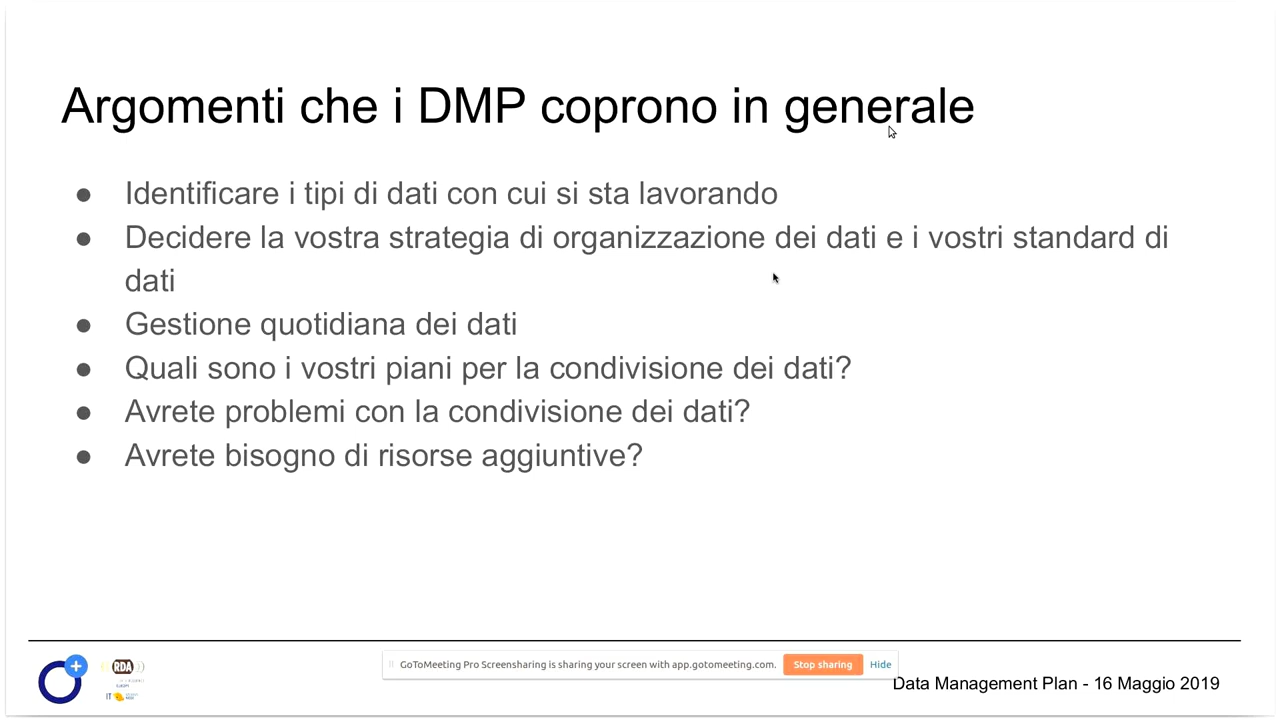 Argomenti che i DMP coprono in generale
● Identificare i tipi di dati con cui si sta lavorando
● Decidere la vostra strategia di organizzazione dei dati e i vostri standard di
dati
● Gestione quotidiana dei dati
● Quali sono i vostri piani per la condivisione dei dati?
● Avrete problemi con la condivisione dei dati?
● Avrete bisogno di risorse aggiuntive?
RDA
IT
GoToMeeting Pro Screensharing is sharing your screen with app.gotomeeting.com. Stop sharing Hide
Data Management Plan - 16 Maggio 2019